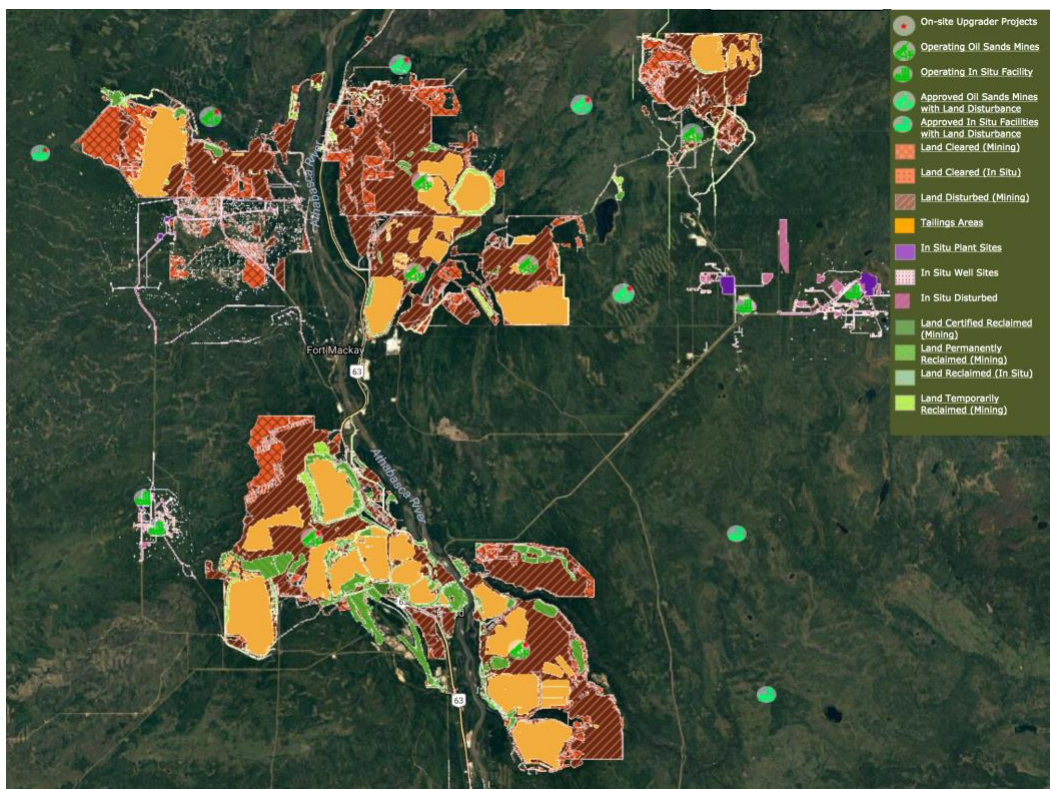 On-site Upgrader Projects
Operating Oil Sands Mines
Operating In Situ Facility
Approved Oil Sands Mines
with Land Disturbance
Approved In Situ Facilities
with Land Disturbance
Land Cleared (Mining)
Land Cleared (In Situ)
Land Disturbed (Mining)
Tailings Areas
In Situ Plant Sites
In Situ Well Sites
In Situ Disturbed
Land Certified Reclaimed
(Mining)
Land Permanently
Reclaimed (Mining)
Land Reclaimed (In Situ)
Land Temporarily
Reclaimed (Mining)
Athabasca River
Fort Mackay
63
Athabasca River
63
63